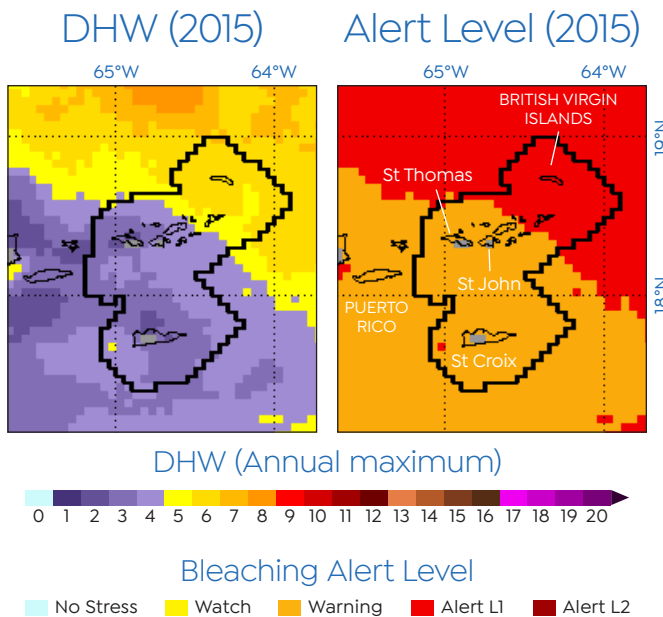 DHW (2015)
Alert Level (2015)
65°W
64°W
65°W
64°W
BRITISH VIRGIN
ISLANDS
19°N
St Thomas
St John
18°N
PUERTO
RICO
St Croix
DHW (Annual maximum)
0 1 2 3 4 5 6 7 8 9 10 11 12 13 14 15 16 17 18 19 20
Bleaching Alert Level
No Stress Watch Warning Alert L1 Alert L2